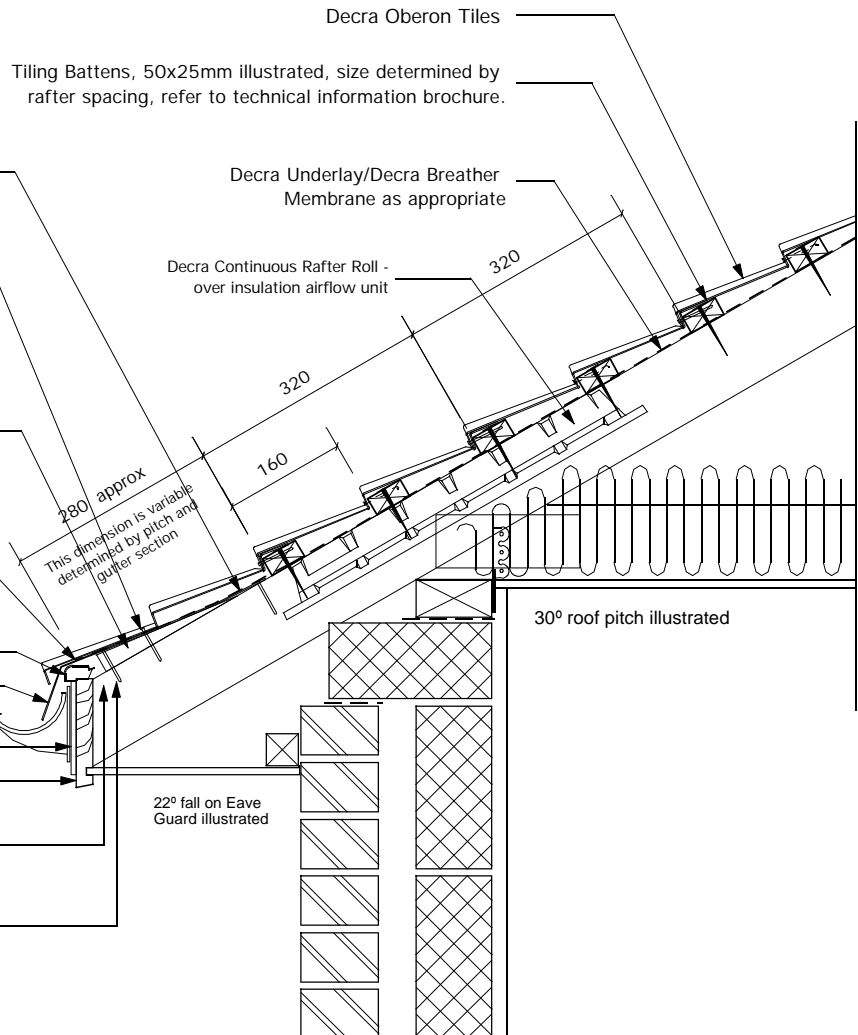 Decra Oberon Tiles
Tiling Battens, 50x25mm illustrated, size determined by
rafter spacing, refer to technical information brochure.
Decra Underlay/Decra Breather
Membrane as appropriate
Decra Continuous Rafter Roll -
over insulation airflow unit
320
320
160
280 approx
This dimension is variable
determined by pitch and
gutter section
30º roof pitch illustrated
22º fall on Eave
Guard illustrated